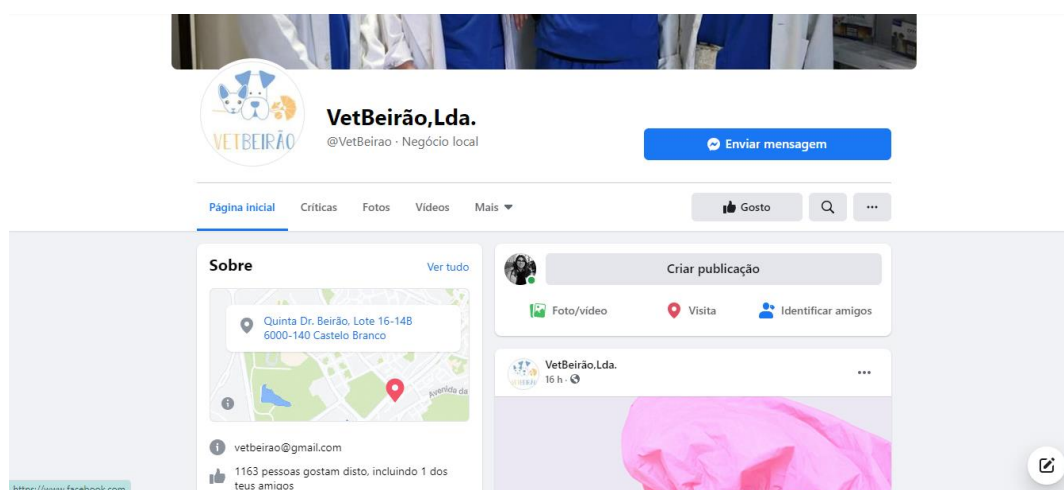 VETBEIRÃO
VetBeirão,Lda.
@VetBeirao · Negócio local
Enviar mensagem
Página inicial
Críticas
Fotos
Vídeos
Mais
Gosto
Sobre
Ver tudo
Quinta Dr. Beirão, Lote 16-14B
6000-140 Castelo Branco
Avenida da
vetbeirao@gmail.com
1163 pessoas gostam disto, incluindo 1 dos
teus amigos
Criar publicação
Foto/vídeo
Visita
Identificar amigos
VetBeirão,Lda.
16 h ·
https://www.facebook.com